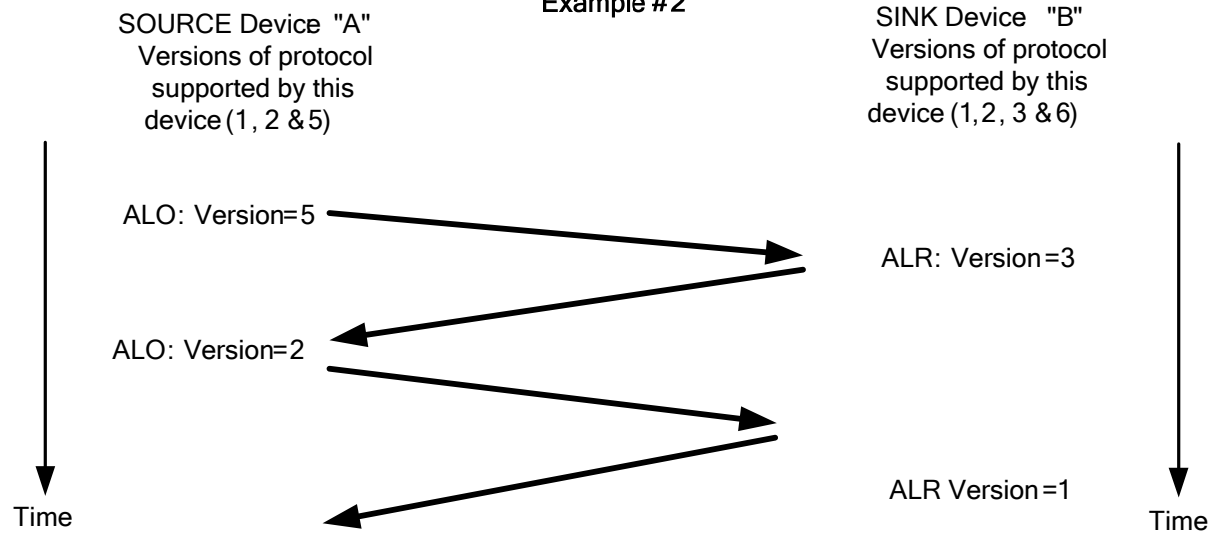 Example #2
SOURCE Device "A"
Versions of protocol
supported by this
device (1, 2 & 5)
SINK Device "B"
Versions of protocol
supported by this
device (1,2, 3 & 6)
ALO: Version=5
ALR: Version=3
ALO: Version=2
ALR Version=1
Time
Time